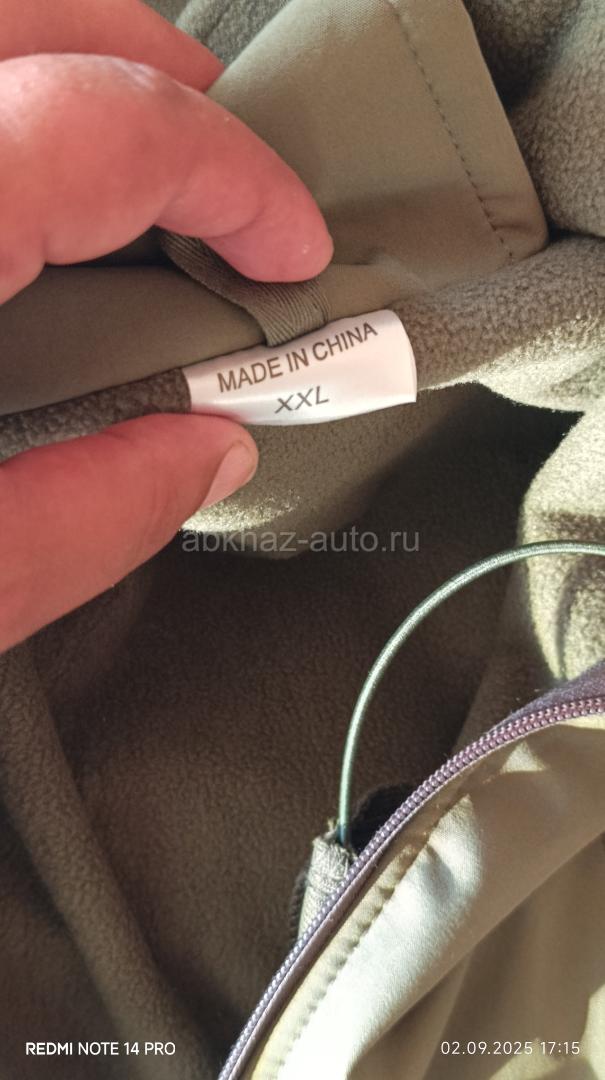 MADE IN CHINA
XXL
abkhaz-auto.ru
REDMI NOTE 14 PRO
02.09.2025 17:15